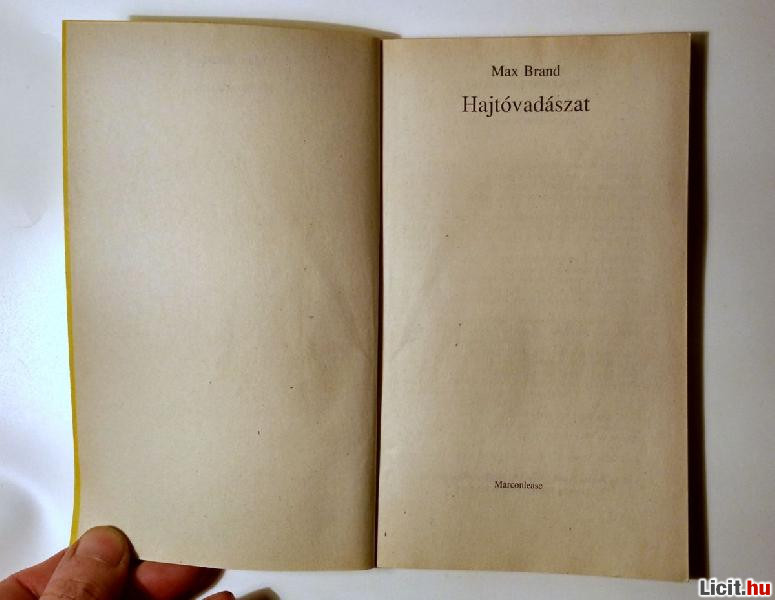 Max Brand
Hajtóvadászat
Marconlease
Licit.hu